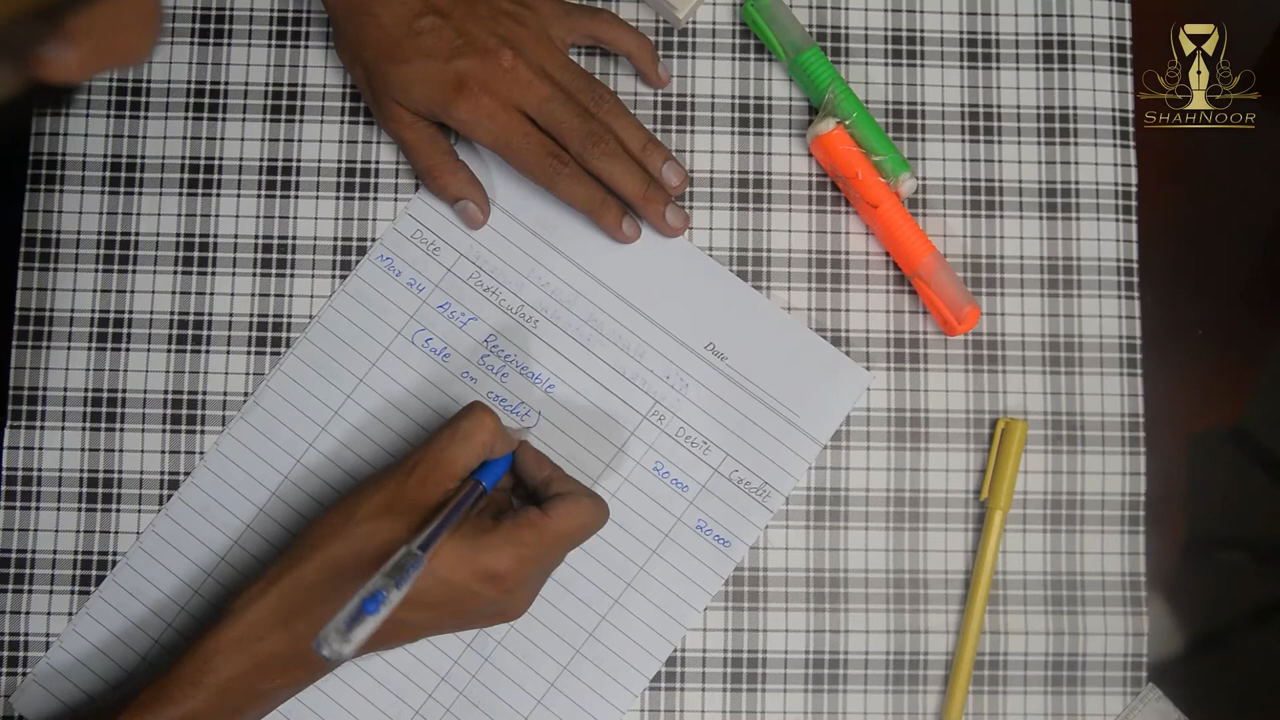 SHAHNOOR
Date
Date Particulars PR Debit Credit
Mar 24 Asif Receiveable 20000
Sale 20000
(Sale on credit)